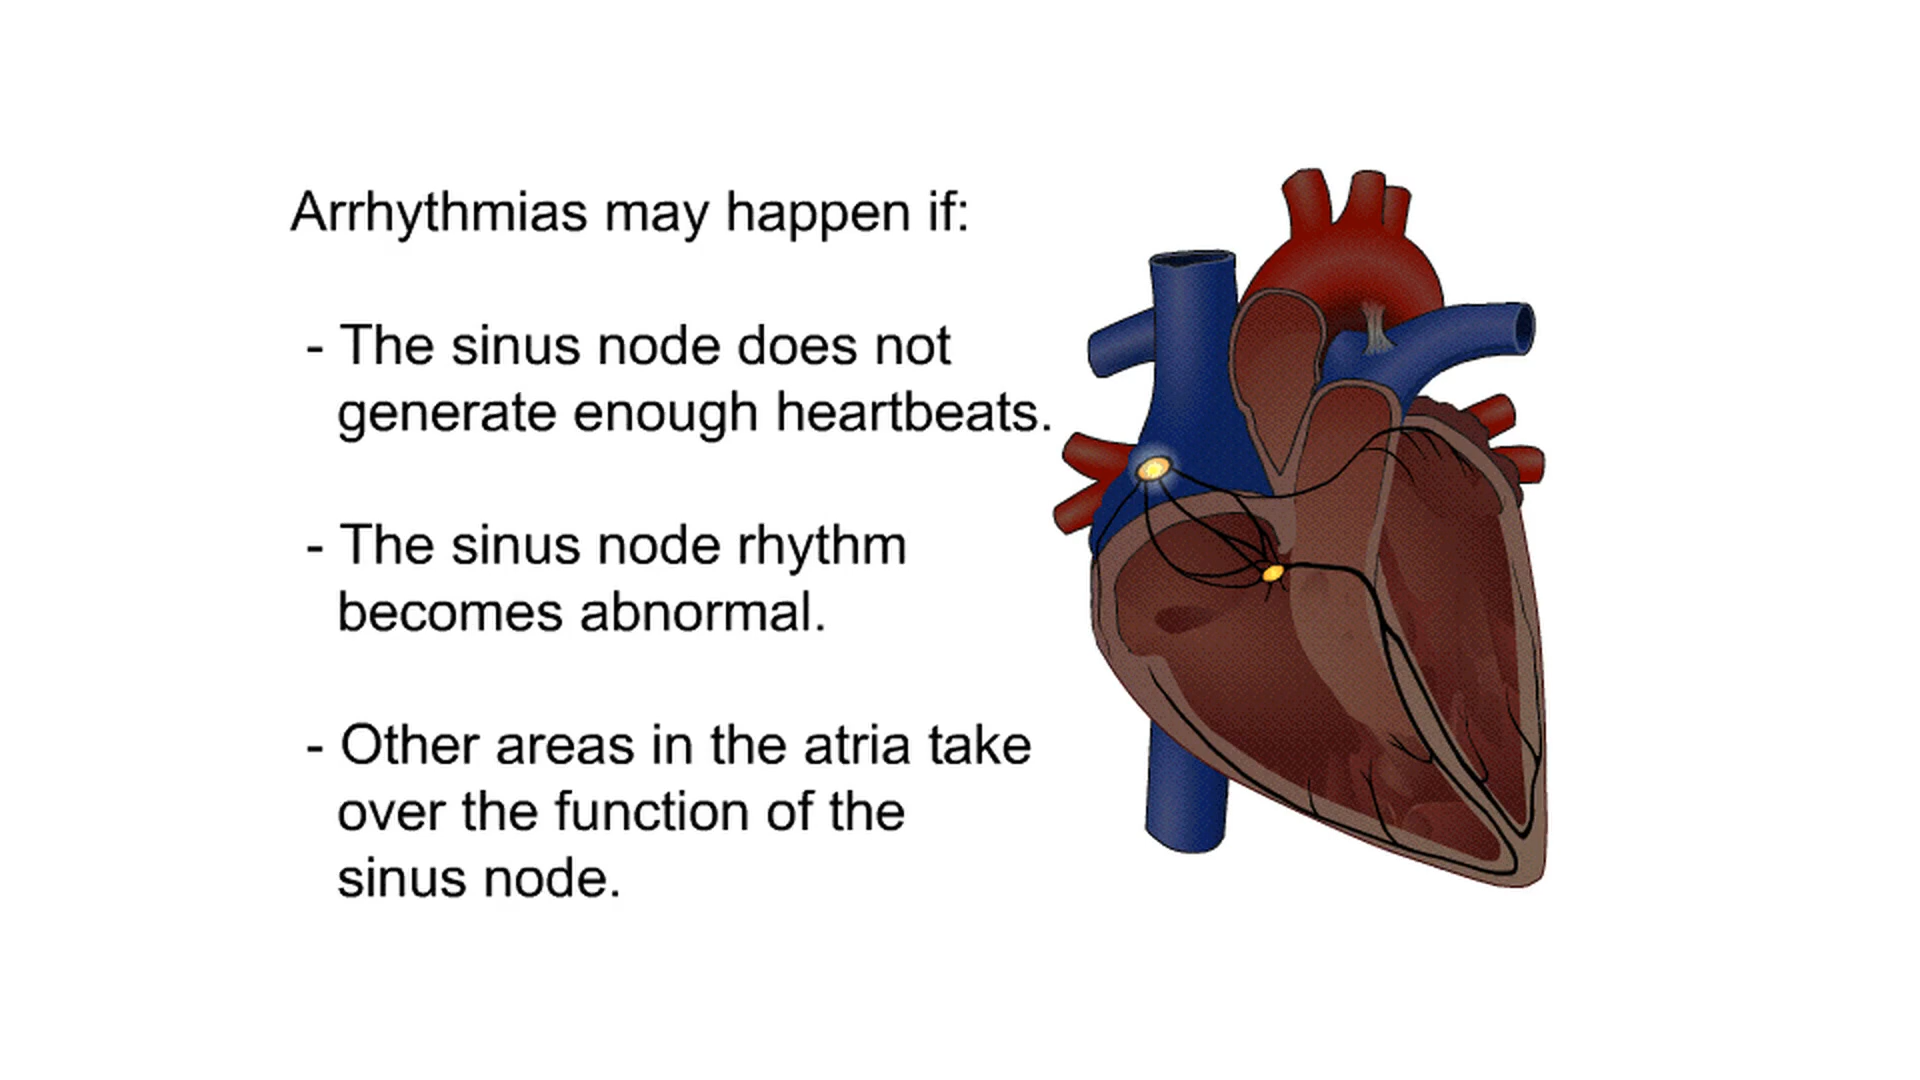 Arrhythmias may happen if:
- The sinus node does not
generate enough heartbeats.
- The sinus node rhythm
becomes abnormal.
- Other areas in the atria take
over the function of the
sinus node.